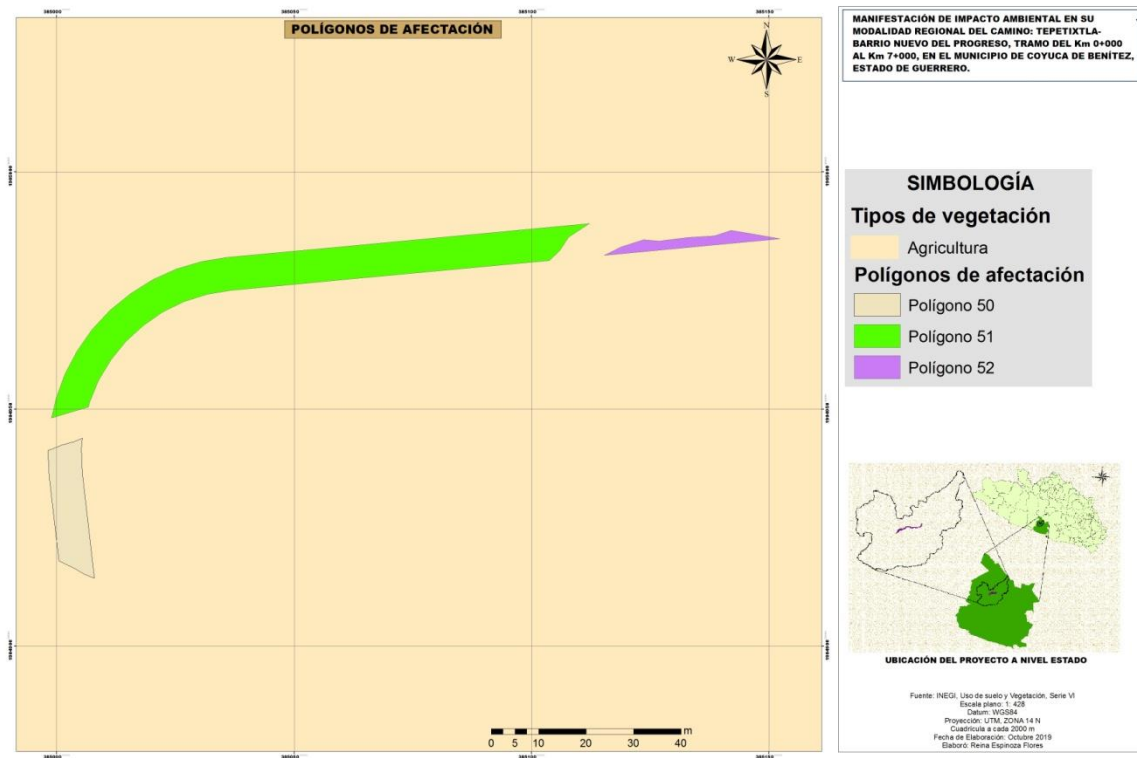 POLÍGONOS DE AFECTACIÓN
N
W
E
S
m
0 5 10 20 30 40
MANIFESTACIÓN DE IMPACTO AMBIENTAL EN SU
MODALIDAD REGIONAL DEL CAMINO: TEPETIXTLA-
BARRIO NUEVO DEL PROGRESO, TRAMO DEL Km 0+000
AL Km 7+000, EN EL MUNICIPIO DE COYUCA DE BENÍTEZ,
ESTADO DE GUERRERO.
SIMBOLOGÍA
Tipos de vegetación
Agricultura
Polígonos de afectación
Polígono 50
Polígono 51
Polígono 52
UBICACIÓN DEL PROYECTO A NIVEL ESTADO
Fuente: INEGI, Uso de suelo y Vegetación, Serie VI
Escala plano: 1: 428
Datum: WGS84
Proyección: UTM, ZONA 14 N
Cuadrícula a cada 2000 m
Fecha de Elaboración: Octubre 2019
Elaboró: Reina Espinoza Flores